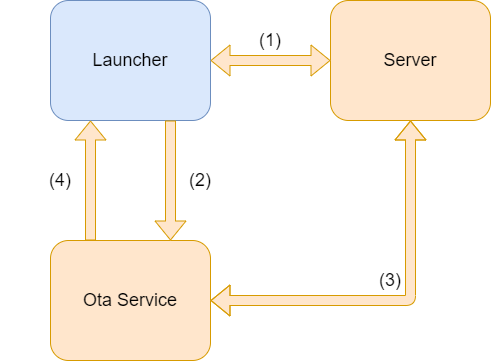 (1)
Launcher
Server
(4)
(2)
(3)
Ota Service